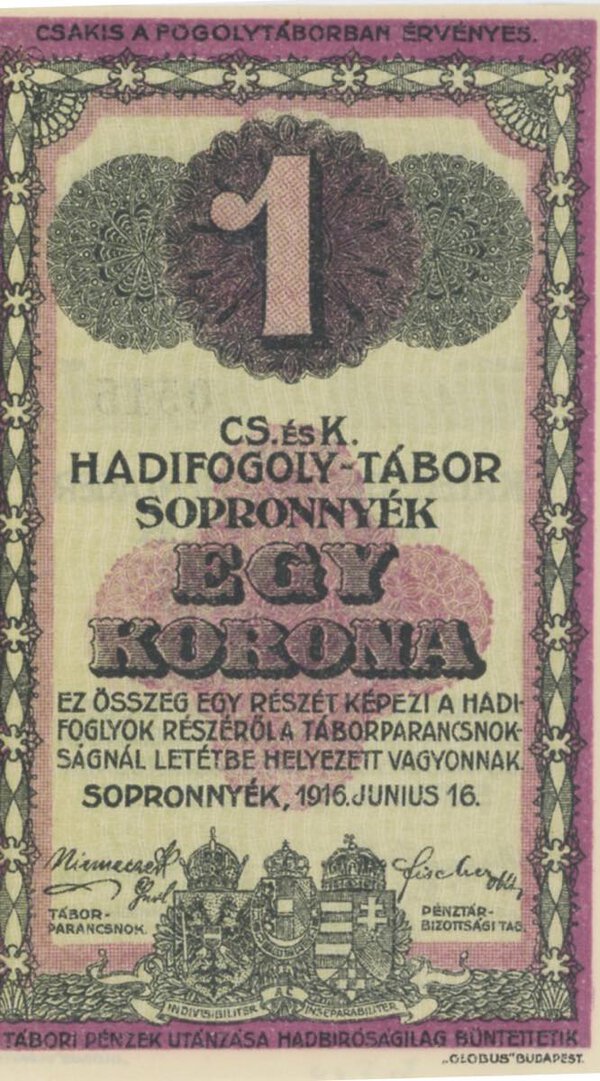 CSAKIS A FOGOLYTÁBORBAN ÉRVÉNYES.
1
CS. ÉS K.
HADIFOGOLY-TÁBOR
SOPRONNYÉK
EGY
KORONA
EZ ÖSSZEG EGY RÉSZÉT KÉPEZI A HADI-
FOGLYOK RÉSZÉRŐL A TÁBORPARANCSNOK-
SÁGNÁL LETÉTBE HELYEZETT VAGYONNAK.
SOPRONNYÉK, 1916. JUNIUS 16.
TÁBOR-
PARANCSNOK.
PÉNZTÁR-
BIZOTTSÁGI TAG.
INDIVISIBILITER AC INSEPARABILITER
TÁBORI PÉNZEK UTÁNZÁSA HADBIRÓSÁGILAG BÜNTETTETIK
„GLOBUS" BUDAPEST.